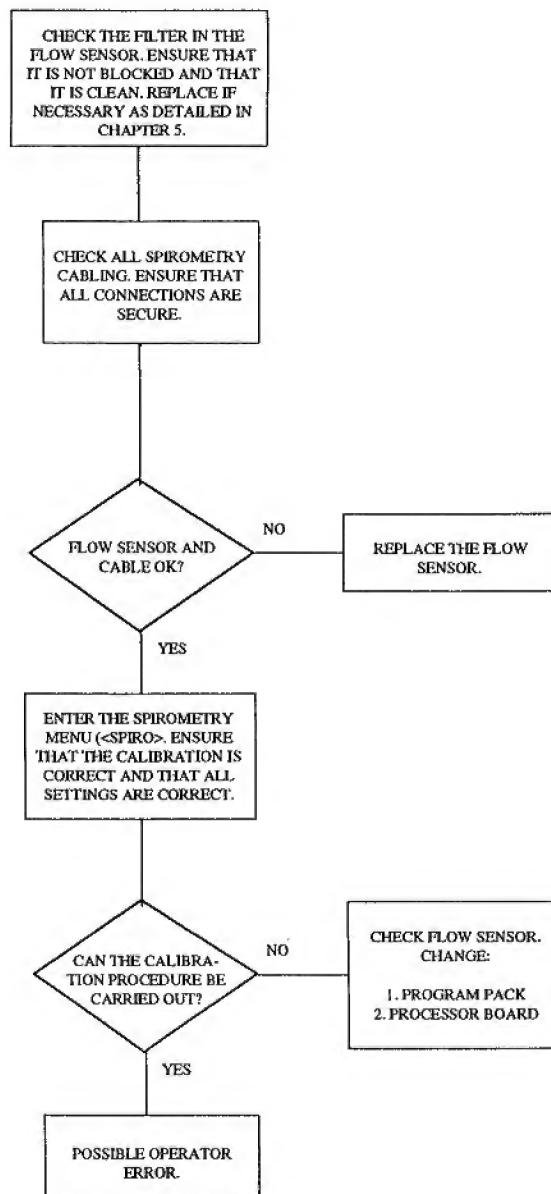 CHECK THE FILTER IN THE
FLOW SENSOR. ENSURE THAT
IT IS NOT BLOCKED AND THAT
IT IS CLEAN. REPLACE IF
NECESSARY AS DETAILED IN
CHAPTER 5.
CHECK ALL SPIROMETRY
CABLING. ENSURE THAT
ALL CONNECTIONS ARE
SECURE.
FLOW SENSOR AND
CABLE OK?
NO
REPLACE THE FLOW
SENSOR.
YES
ENTER THE SPIROMETRY
MENU (<SPIRO>. ENSURE
THAT THE CALIBRATION IS
CORRECT AND THAT ALL
SETTINGS ARE CORRECT.
CAN THE CALIBRA-
TION PROCEDURE BE
CARRIED OUT?
NO
CHECK FLOW SENSOR.
CHANGE:
1. PROGRAM PACK
2. PROCESSOR BOARD
YES
POSSIBLE OPERATOR
ERROR.